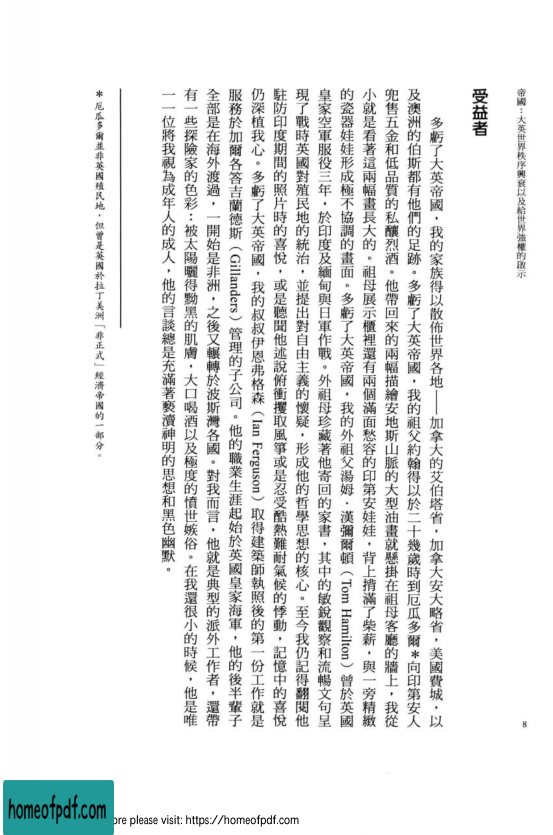 帝國：大英世界秩序興衰以及給世界強權的啟示
8
受益者
多虧了大英帝國，我的家族得以散佈世界各地——加拿大的艾伯塔省，加拿大安大略省，美國費城，以
及澳洲的伯斯都有他們的足跡。多虧了大英帝國，我的祖父約翰得以於二十幾歲時到厄瓜多爾＊向印第安人
兜售五金和低品質的私釀烈酒。他帶回來的兩幅描繪安地斯山脈的大型油畫就懸掛在祖母客廳的牆上，我從
小就是看著這兩幅畫長大的。祖母展示櫃裡還有兩個滿面愁容的印第安娃娃，背上揹滿了柴薪，與一旁精緻
的瓷器娃娃形成極不協調的畫面。多虧了大英帝國，我的外祖父湯姆．漢彌爾頓（Tom Hamilton）曾於英國
皇家空軍服役三年，於印度及緬甸與日軍作戰。外祖母珍藏著他寄回的家書，其中的敏銳觀察和流暢文句呈
現了戰時英國對殖民地的統治，並提出對自由主義的懷疑，形成他的哲學思想的核心。至今我仍記得翻閱他
駐防印度期間的照片時的喜悅，或是聽聞他述說俯衝攫取風箏或是忍受酷熱難耐氣候的悸動，記憶中的喜悅
仍深植我心。多虧了大英帝國，我的叔叔伊恩弗格森（Ian Ferguson）取得建築師執照後的第一份工作就是
服務於加爾各答吉蘭德斯（Gillanders）管理的子公司。他的職業生涯起始於英國皇家海軍，他的後半輩子
全部是在海外渡過，一開始是非洲，之後又輾轉於波斯灣各國。對我而言，他就是典型的派外工作者，還帶
有一些探險家的色彩：被太陽曬得黝黑的肌膚，大口喝酒以及極度的憤世嫉俗。在我還很小的時候，他是唯
一一位將我視為成年人的成人，他的言談總是充滿著褻瀆神明的思想和黑色幽默。
＊ 厄瓜多爾並非英國殖民地，但曾是英國於拉丁美洲「非正式」經濟帝國的一部分。
homeofpdf.com
ore please visit: https://homeofpdf.com